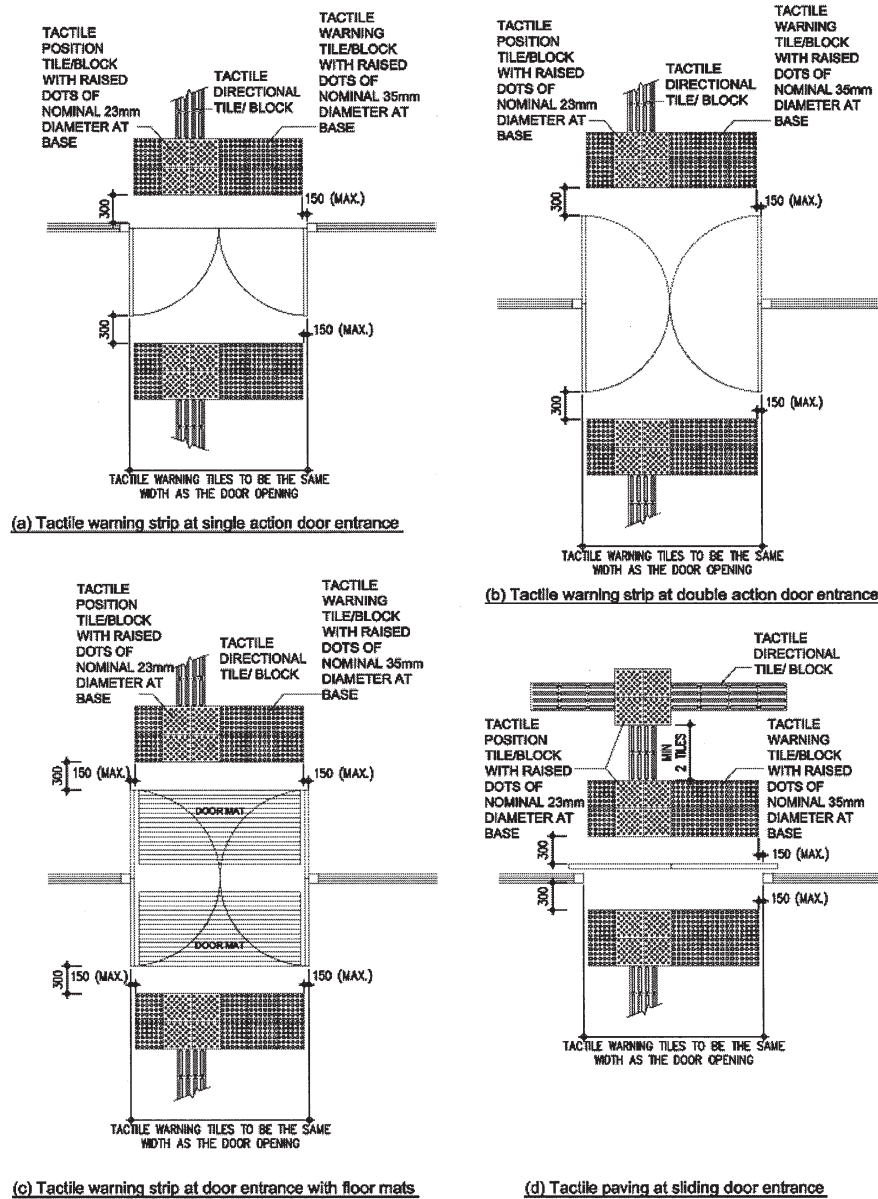 TACTILE
POSITION
TILE/BLOCK
WITH RAISED
DOTS OF
NOMINAL 23mm
DIAMETER AT
BASE
TACTILE
DIRECTIONAL
TILE/ BLOCK
TACTILE
WARNING
TILE/BLOCK
WITH RAISED
DOTS OF
NOMINAL 35mm
DIAMETER AT
BASE
300
150 (MAX.)
300
150 (MAX.)
TACTILE WARNING TILES TO BE THE SAME
WIDTH AS THE DOOR OPENING
(a) Tactile warning strip at single action door entrance
TACTILE
POSITION
TILE/BLOCK
WITH RAISED
DOTS OF
NOMINAL 23mm
DIAMETER AT
BASE
TACTILE
DIRECTIONAL
TILE/ BLOCK
TACTILE
WARNING
TILE/BLOCK
WITH RAISED
DOTS OF
NOMINAL 35mm
DIAMETER AT
BASE
300
150 (MAX.)
300
150 (MAX.)
TACTILE WARNING TILES TO BE THE SAME
WIDTH AS THE DOOR OPENING
(b) Tactile warning strip at double action door entrance
TACTILE
POSITION
TILE/BLOCK
WITH RAISED
DOTS OF
NOMINAL 23mm
DIAMETER AT
BASE
TACTILE
DIRECTIONAL
TILE/ BLOCK
TACTILE
WARNING
TILE/BLOCK
WITH RAISED
DOTS OF
NOMINAL 35mm
DIAMETER AT
BASE
300
150 (MAX.)
150 (MAX.)
DOOR MAT
DOOR MAT
300
150 (MAX.)
150 (MAX.)
TACTILE WARNING TILES TO BE THE SAME
WIDTH AS THE DOOR OPENING
(c) Tactile warning strip at door entrance with floor mats
TACTILE
DIRECTIONAL
TILE/ BLOCK
TACTILE
POSITION
TILE/BLOCK
WITH RAISED
DOTS OF
NOMINAL 23mm
DIAMETER AT
BASE
MIN
2 TILES
TACTILE
WARNING
TILE/BLOCK
WITH RAISED
DOTS OF
NOMINAL 35mm
DIAMETER AT
BASE
300
150 (MAX.)
300
150 (MAX.)
TACTILE WARNING TILES TO BE THE SAME
WIDTH AS THE DOOR OPENING
(d) Tactile paving at sliding door entrance